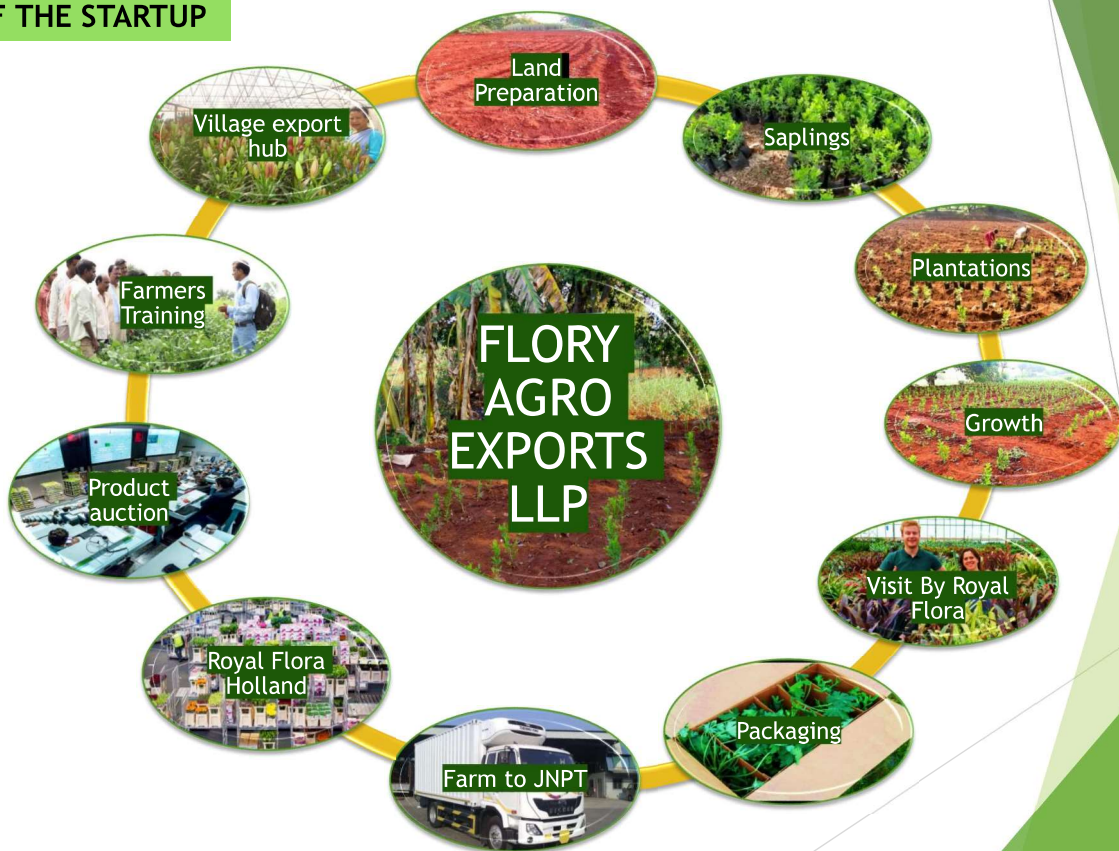 F THE STARTUP
Land
Preparation
Saplings
Plantations
Growth
Visit By Royal
Flora
Packaging
Farm to JNPT
Royal Flora
Holland
Product
auction
Farmers
Training
Village export
hub
FLORY
AGRO
EXPORTS
LLP